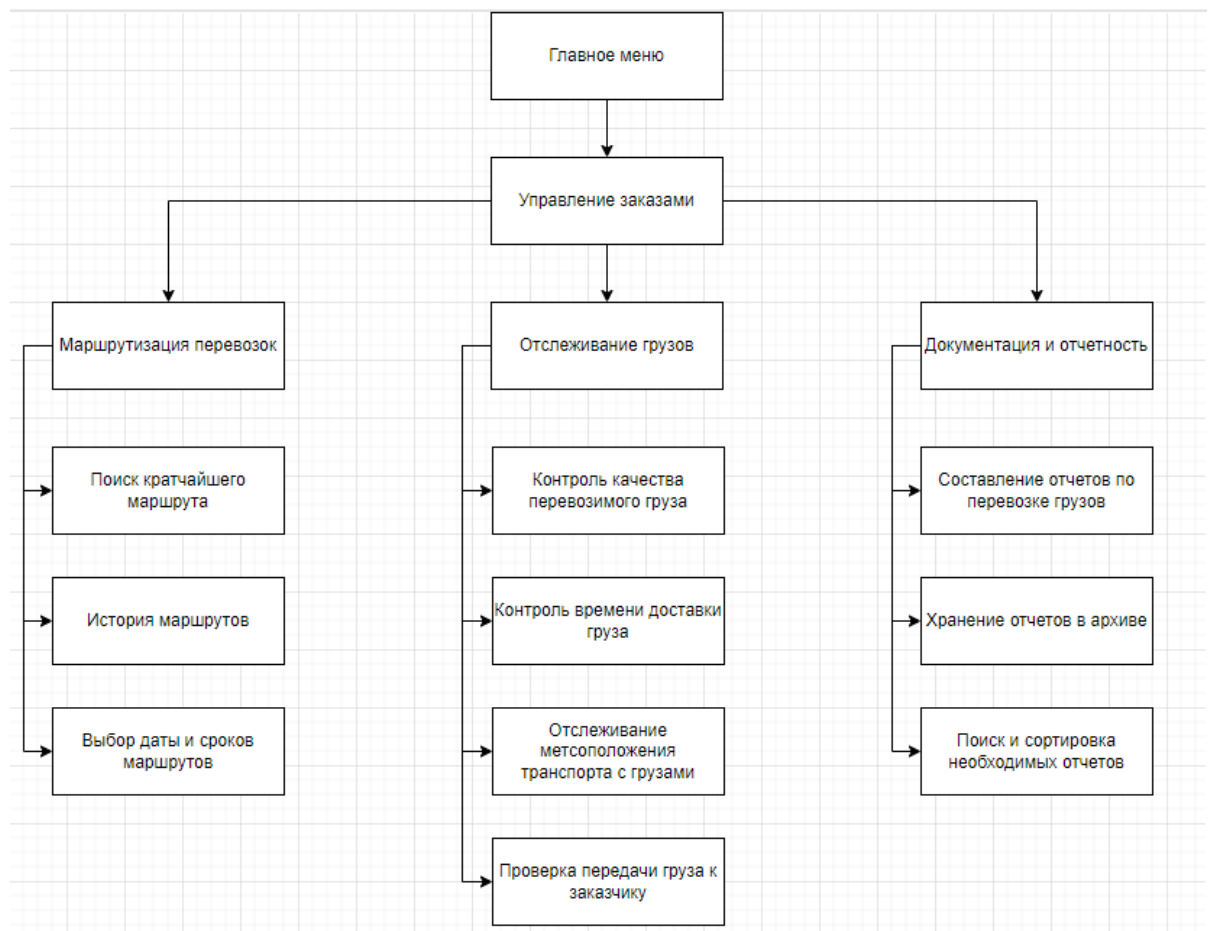 Главное меню
Управление заказами
Маршрутизация перевозок
Отслеживание грузов
Документация и отчетность
Поиск кратчайшего
маршрута
Контроль качества
перевозимого груза
Составление отчетов по
перевозке грузов
История маршрутов
Контроль времени доставки
груза
Хранение отчетов в архиве
Выбор даты и сроков
маршрутов
Отслеживание
метсоположения
транспорта с грузами
Поиск и сортировка
необходимых отчетов
Проверка передачи груза к
заказчику